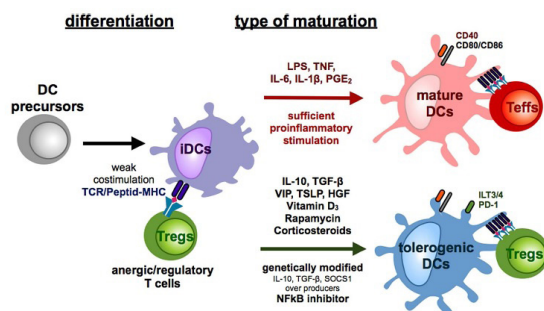 differentiation
type of maturation
CD40
CD80/CD86
LPS, TNF,
IL-6, IL-1β, PGE₂
sufficient
proinflammatory
stimulation
mature
DCs
Teffs
DC
precursors
iDCs
weak
costimulation
TCR/Peptid-MHC
Tregs
anergic/regulatory
T cells
IL-10, TGF-β
VIP, TSLP, HGF
Vitamin D₃
Rapamycin
Corticosteroids
genetically modified
IL-10, TGF-β, SOCS1
over producers
NFkB inhibitor
ILT3/4
PD-1
tolerogenic
DCs
Tregs